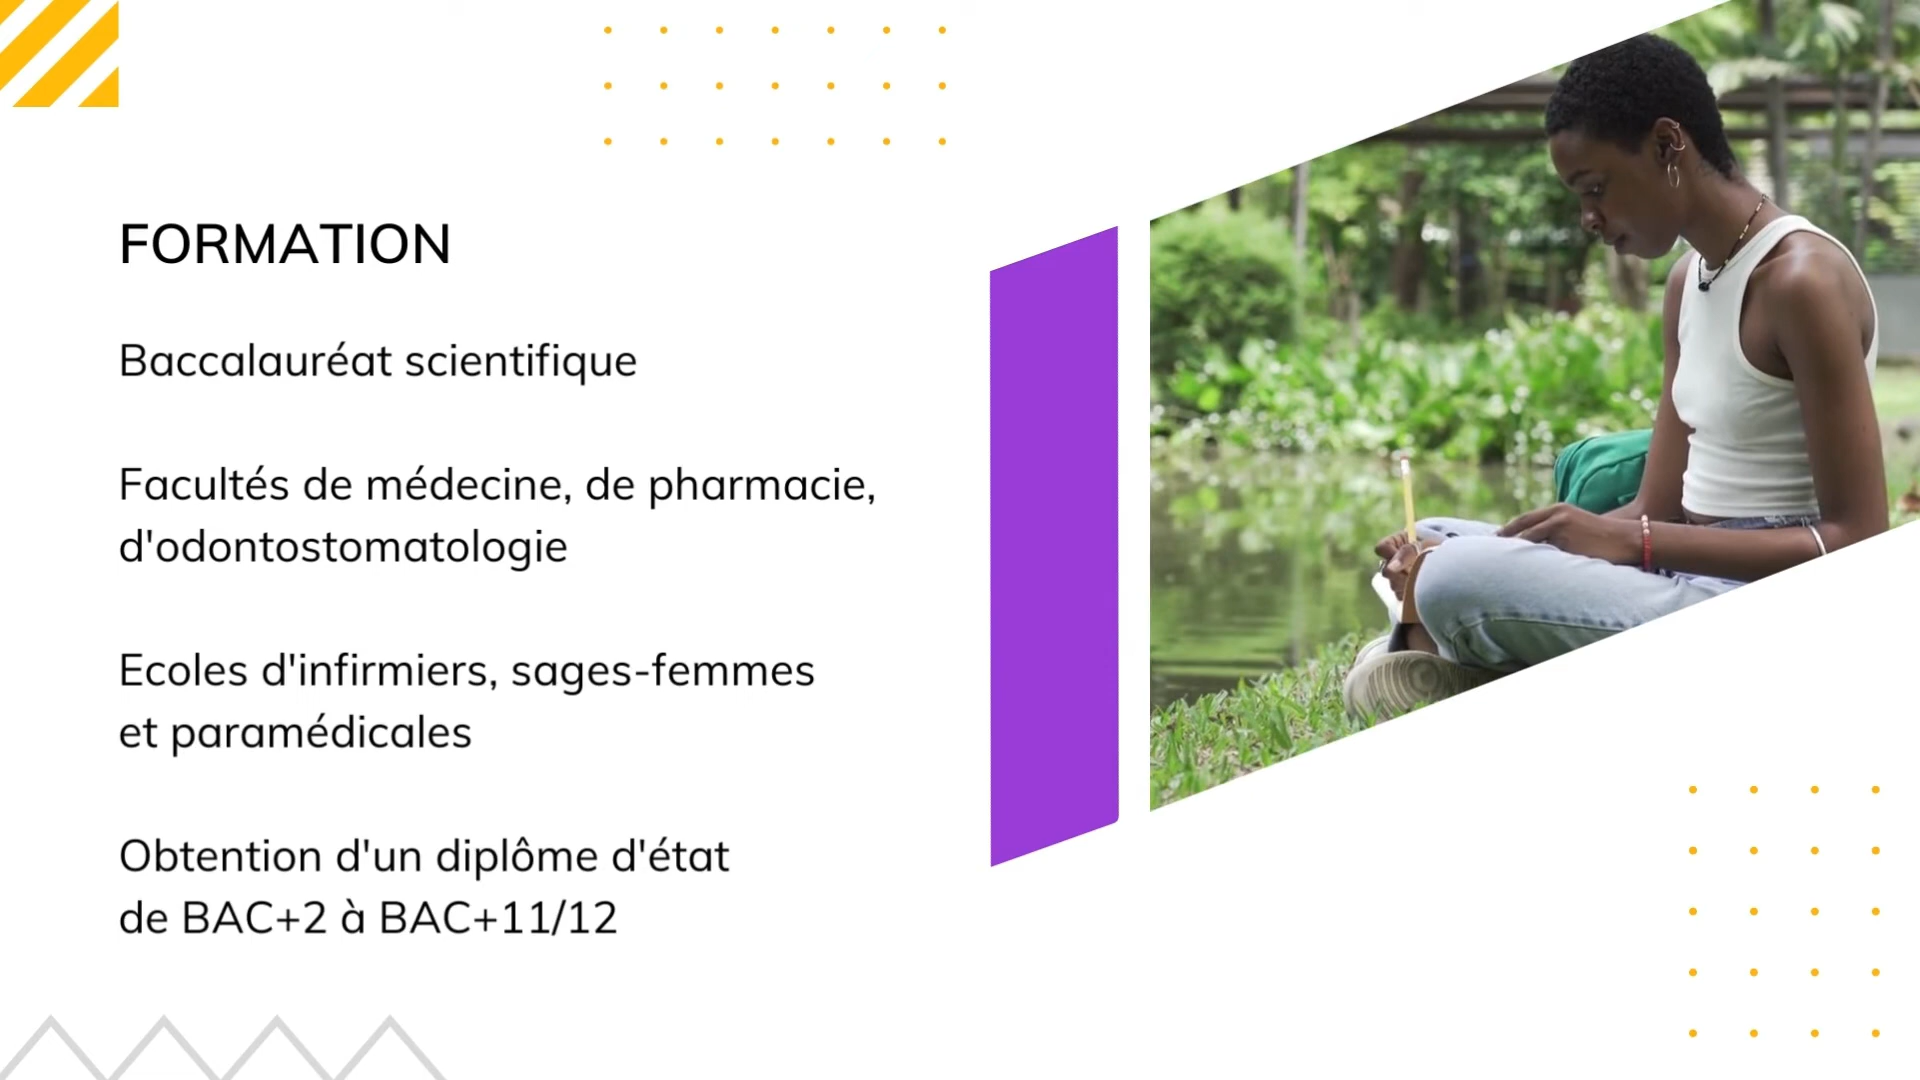 FORMATION
Baccalauréat scientifique
Facultés de médecine, de pharmacie,
d'odontostomatologie
Ecoles d'infirmiers, sages-femmes
et paramédicales
Obtention d'un diplôme d'état
de BAC+2 à BAC+11/12